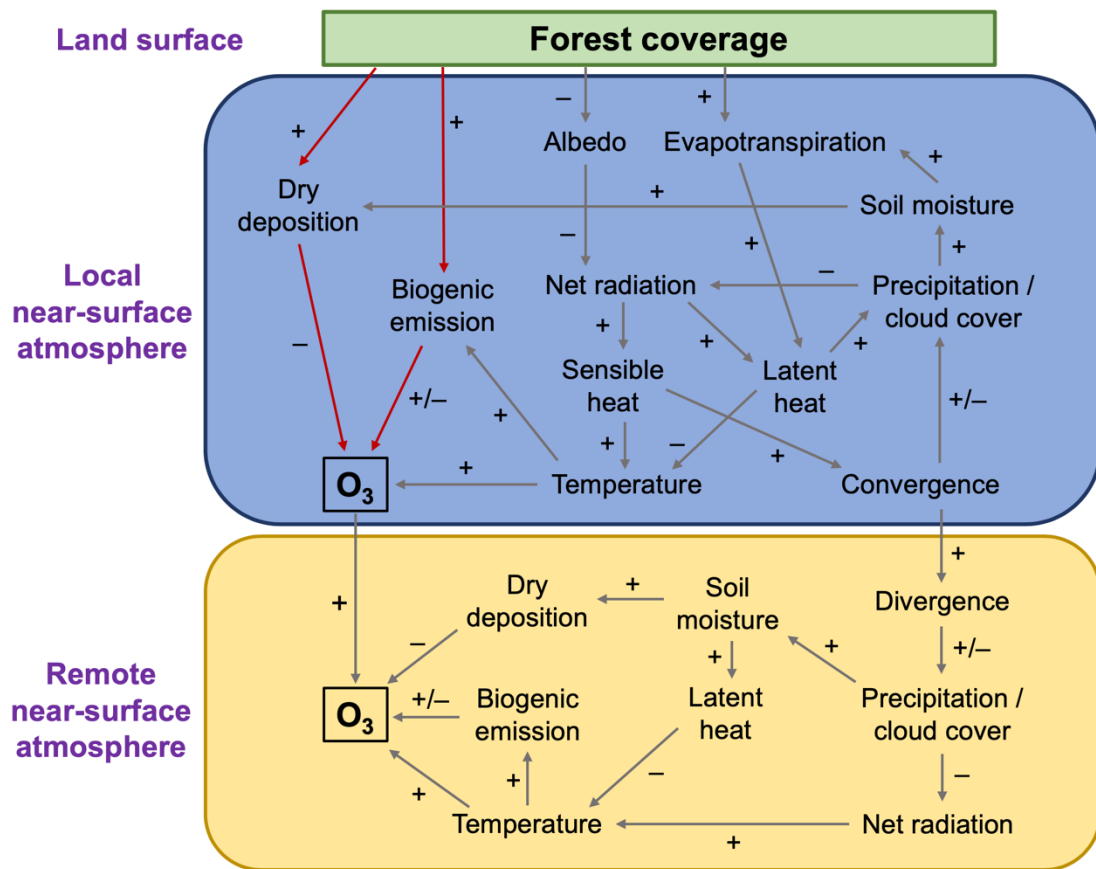 Land surface
Forest coverage
+
+
–
+
Albedo
Evapotranspiration
+
Dry
deposition
+
Soil moisture
–
+
+
Local
near-surface
atmosphere
Biogenic
emission
Net radiation
–
Precipitation /
cloud cover
–
+
+
+
Sensible
heat
Latent
heat
+/–
+
+/–
+
–
+
O₃
+
Temperature
Convergence
+
+
Dry
deposition
+
Soil
moisture
Divergence
–
+
+
+/–
Remote
near-surface
atmosphere
O₃
+/–
Biogenic
emission
Latent
heat
Precipitation /
cloud cover
+
+
–
–
Temperature
+
Net radiation